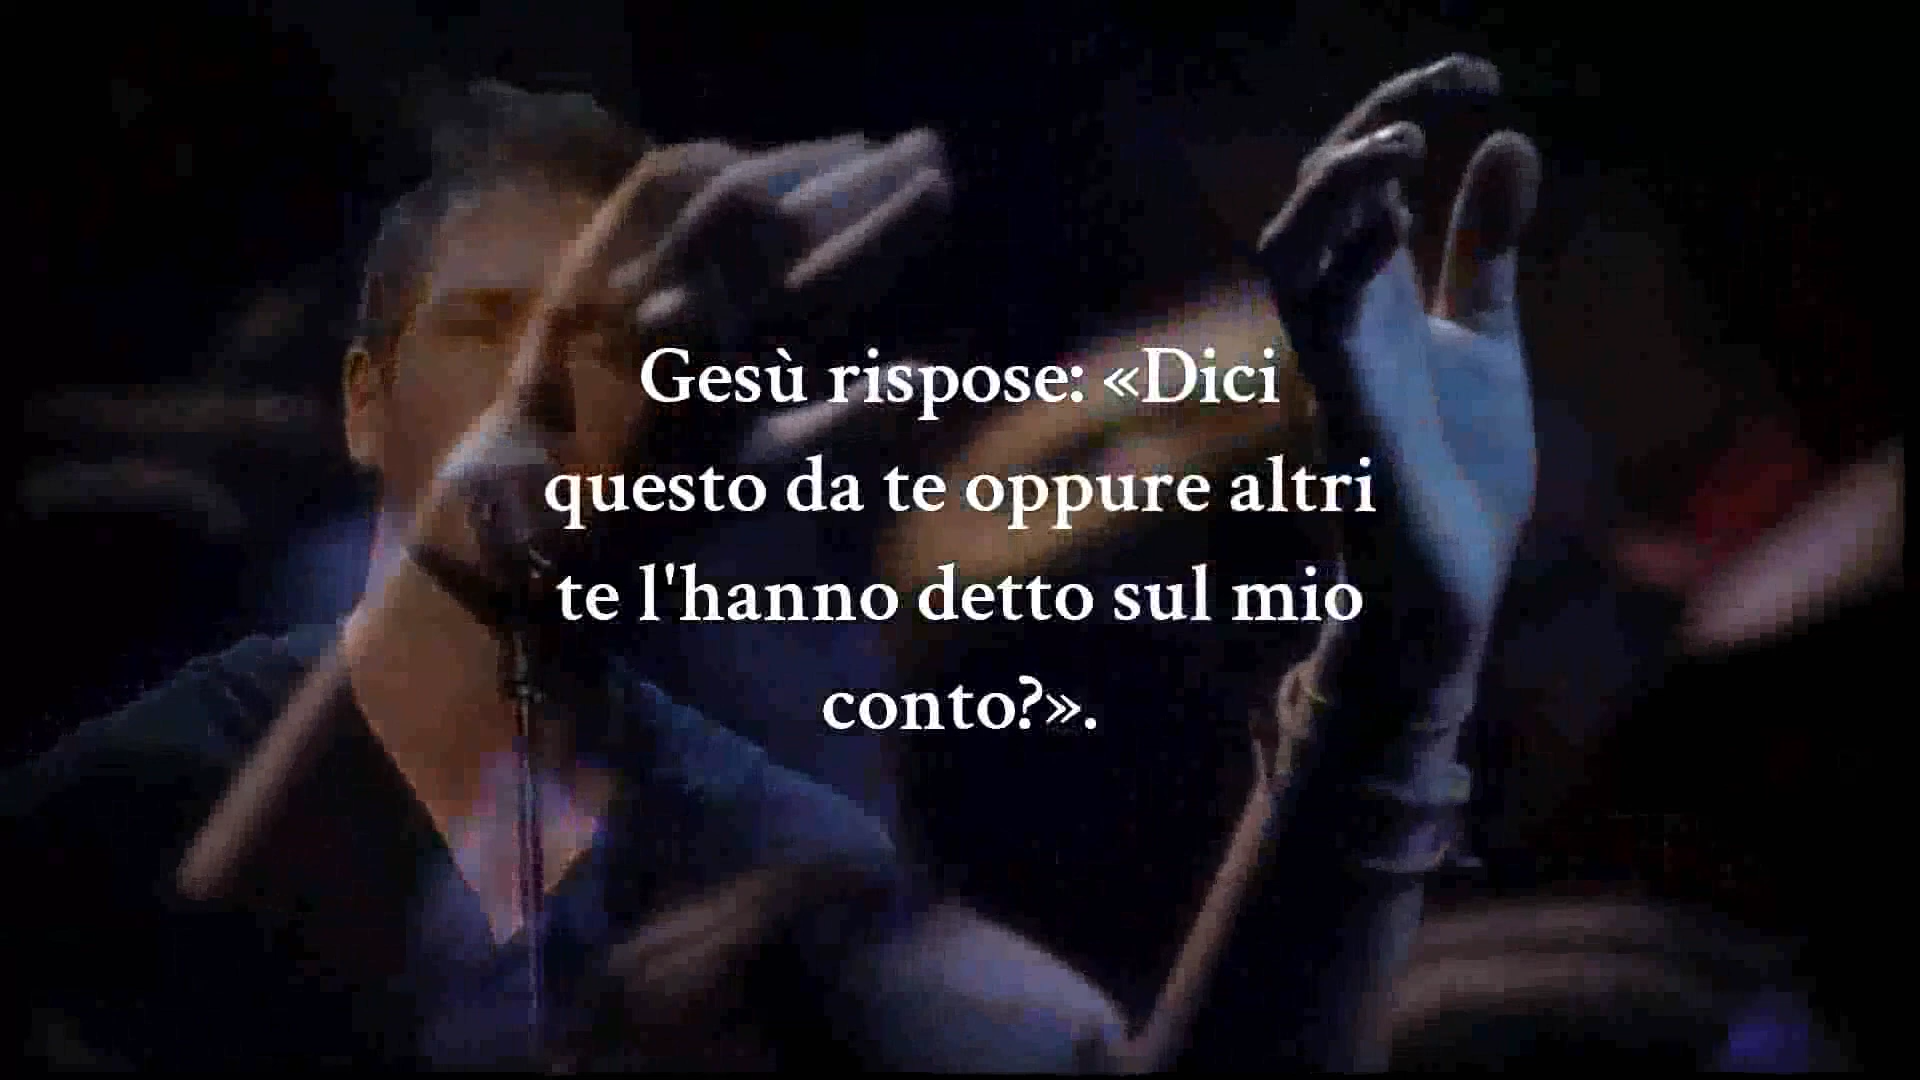 Gesù rispose: «Dici
questo da te oppure altri
te l'hanno detto sul mio
conto?».